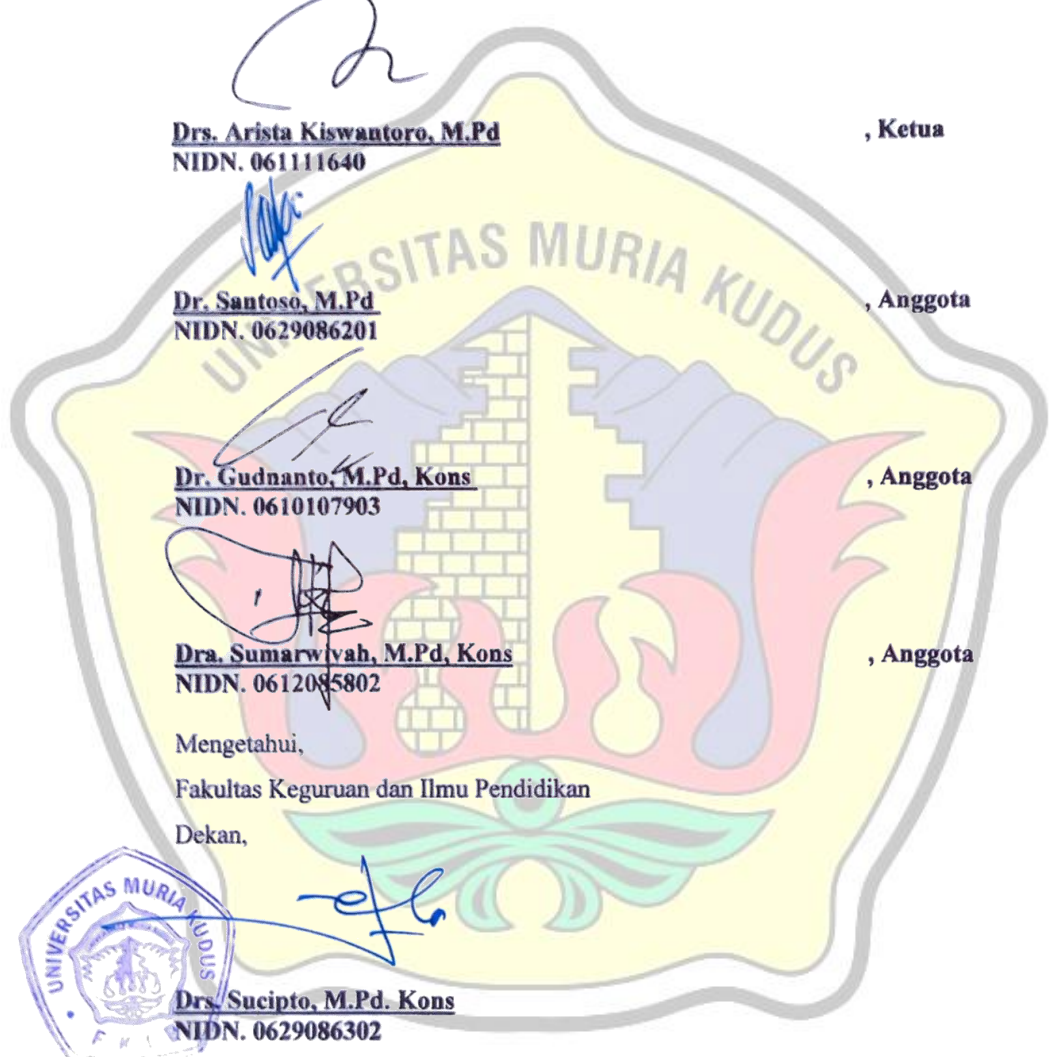 Drs. Arista Kiswantoro, M.Pd , Ketua
NIDN. 061111640
UNIVERSITAS MURIA KUDUS
Dr. Santoso, M.Pd , Anggota
NIDN. 0629086201
Dr. Gudnanto, M.Pd, Kons , Anggota
NIDN. 0610107903
Dra. Sumarwiyah, M.Pd, Kons , Anggota
NIDN. 0612085802
Mengetahui,
Fakultas Keguruan dan Ilmu Pendidikan
Dekan,
UNIVERSITAS MURIA KUDUS
FKIP
Drs. Sucipto, M.Pd. Kons
NIDN. 0629086302